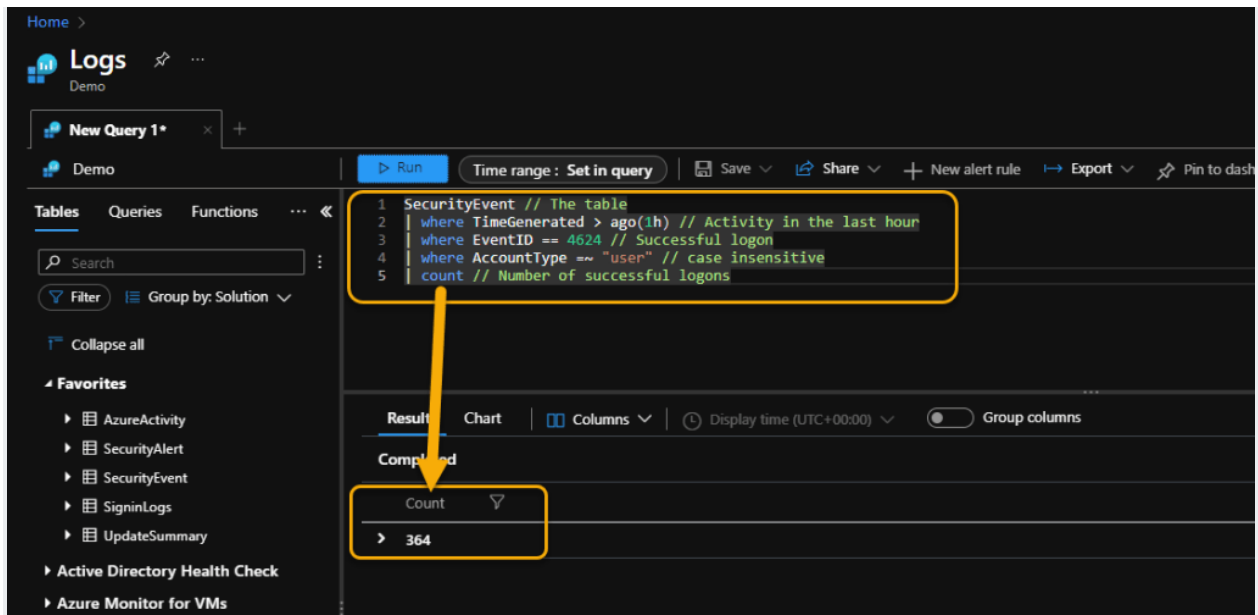 Home >
Logs ...
Demo
New Query 1* × +
Demo
Run Time range : Set in query Save Share + New alert rule Export Pin to dash
Tables Queries Functions ... «
Search
Filter Group by: Solution
Collapse all
Favorites
AzureActivity
SecurityAlert
SecurityEvent
SigninLogs
UpdateSummary
Active Directory Health Check
Azure Monitor for VMs
1 SecurityEvent // The table
2 | where TimeGenerated > ago(1h) // Activity in the last hour
3 | where EventID == 4624 // Successful logon
4 | where AccountType =~ "user" // case insensitive
5 | count // Number of successful logons
Result Chart Columns Display time (UTC+00:00) Group columns
Completed
Count
> 364